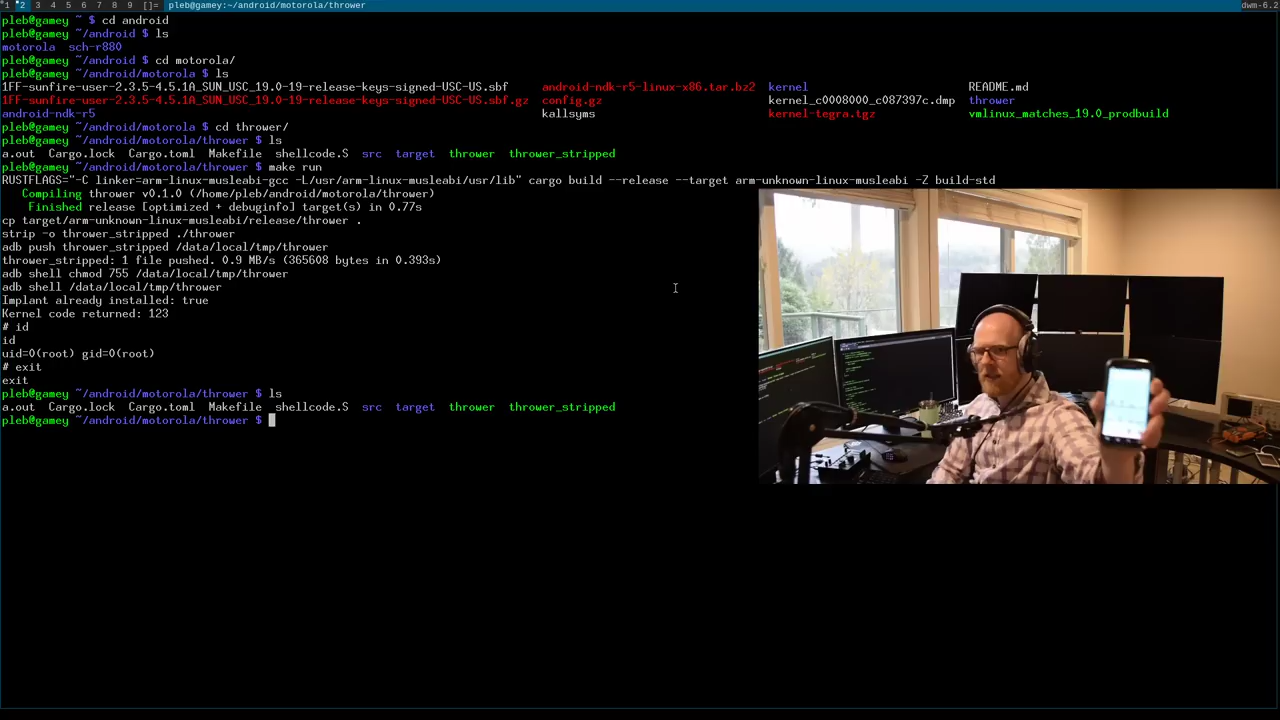 1 2 3 4 5 6 7 8 9 []= pleb@gamey:~/android/motorola/thrower dwm-6.2
pleb@gamey ~ $ cd android
pleb@gamey ~/android $ ls
motorola sch-r880
pleb@gamey ~/android $ cd motorola/
pleb@gamey ~/android/motorola $ ls
1FF-sunfire-user-2.3.5-4.5.1A_SUN_USC_19.0-19-release-keys-signed-USC-US.sbf android-ndk-r5-linux-x86.tar.bz2 kernel README.md
1FF-sunfire-user-2.3.5-4.5.1A_SUN_USC_19.0-19-release-keys-signed-USC-US.sbf.gz config.gz kernel_c0008000_c087397c.dmp thrower
android-ndk-r5 kallsyms kernel-tegra.tgz vmlinux_matches_19.0_prodbuild
pleb@gamey ~/android/motorola $ cd thrower/
pleb@gamey ~/android/motorola/thrower $ ls
a.out Cargo.lock Cargo.toml Makefile shellcode.S src target thrower thrower_stripped
pleb@gamey ~/android/motorola/thrower $ make run
RUSTFLAGS="-C linker=arm-linux-musleabi-gcc -L/usr/arm-linux-musleabi/usr/lib" cargo build --release --target arm-unknown-linux-musleabi -Z build-std
Compiling thrower v0.1.0 (/home/pleb/android/motorola/thrower)
Finished release [optimized + debuginfo] target(s) in 0.77s
cp target/arm-unknown-linux-musleabi/release/thrower .
strip -o thrower_stripped ./thrower
adb push thrower_stripped /data/local/tmp/thrower
thrower_stripped: 1 file pushed. 0.9 MB/s (365608 bytes in 0.393s)
adb shell chmod 755 /data/local/tmp/thrower
adb shell /data/local/tmp/thrower
Implant already installed: true
Kernel code returned: 123
# id
id
uid=0(root) gid=0(root)
# exit
exit
pleb@gamey ~/android/motorola/thrower $ ls
a.out Cargo.lock Cargo.toml Makefile shellcode.S src target thrower thrower_stripped
pleb@gamey ~/android/motorola/thrower $